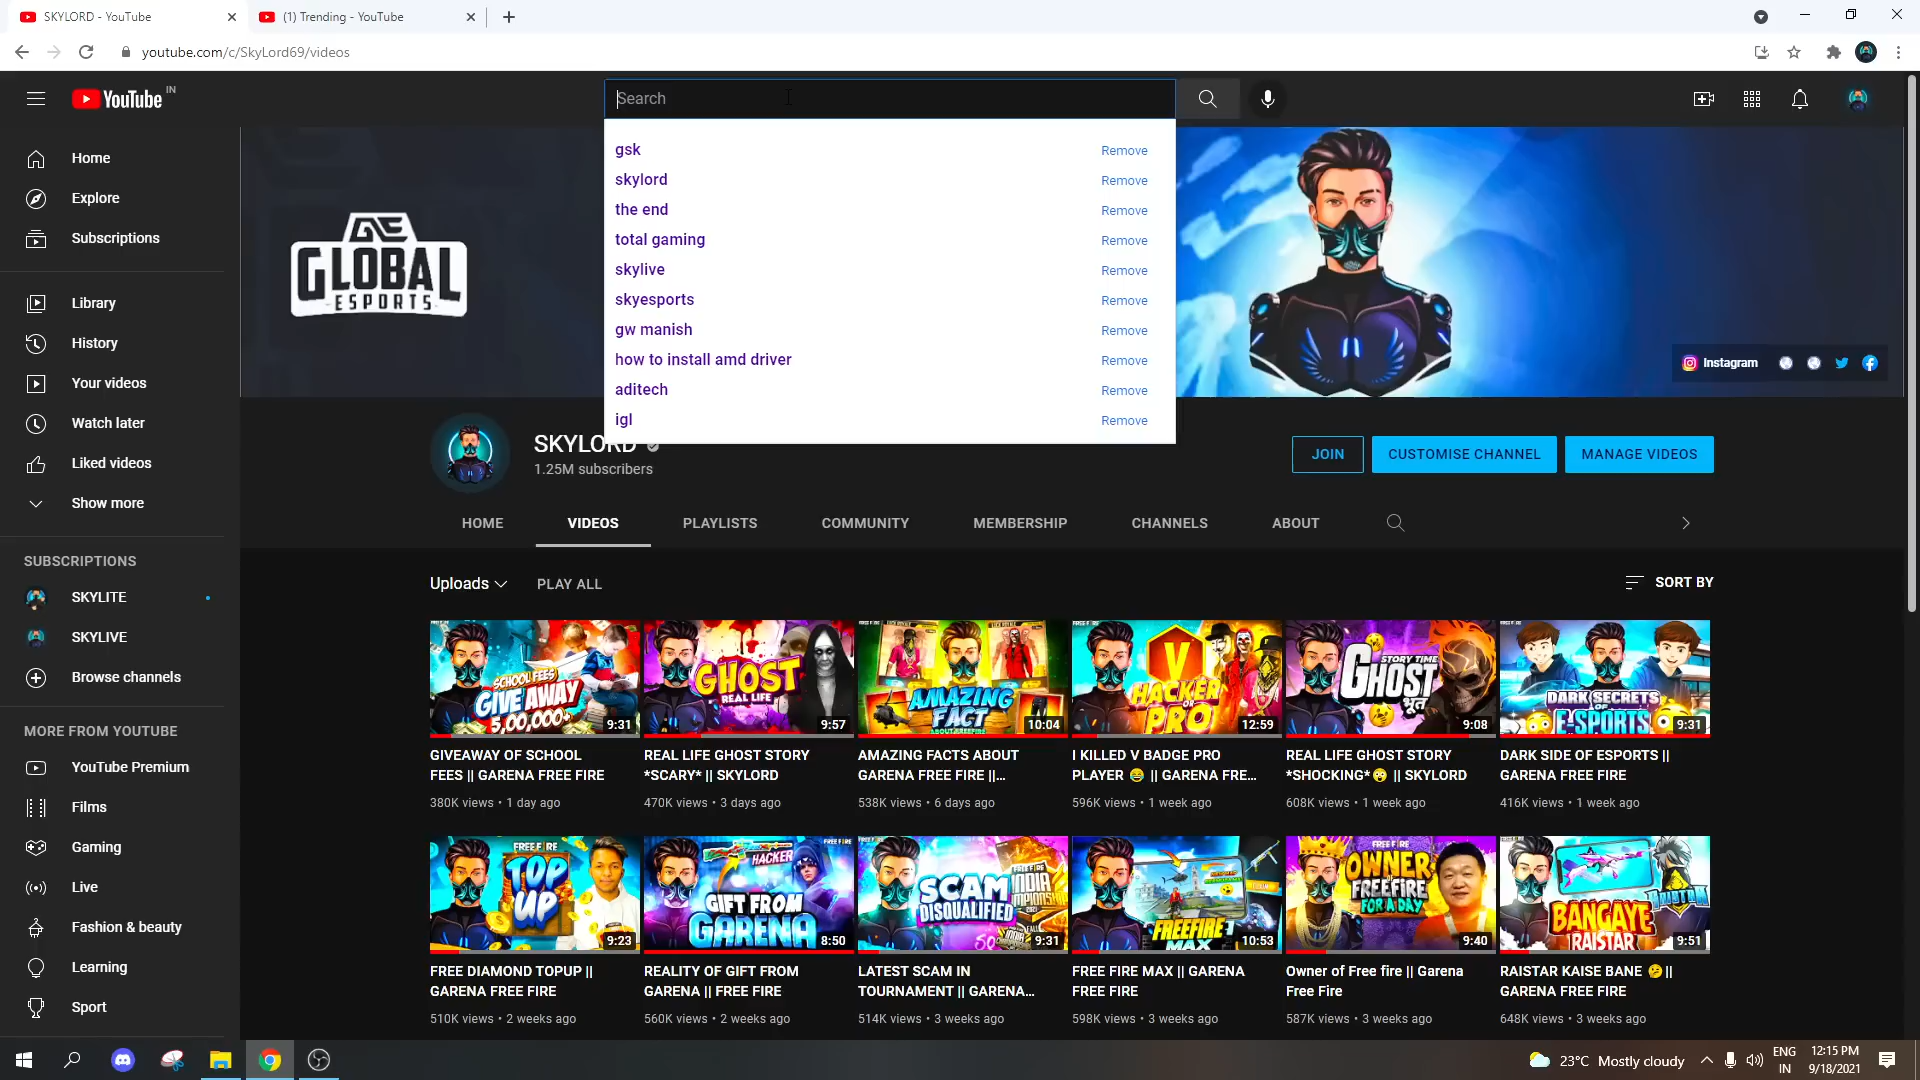 SKYLORD - YouTube
(1) Trending - YouTube
youtube.com/c/SkyLord69/videos
YouTube IN
Search
gsk Remove
skylord Remove
the end Remove
total gaming Remove
skylive Remove
skyesports Remove
gw manish Remove
how to install amd driver Remove
aditech Remove
igl Remove
Home
Explore
Subscriptions
Library
History
Your videos
Watch later
Liked videos
Show more
SUBSCRIPTIONS
SKYLITE
SKYLIVE
Browse channels
MORE FROM YOUTUBE
YouTube Premium
Films
Gaming
Live
Fashion & beauty
Learning
Sport
GLOBAL
ESPORTS
Instagram
SKYLORD
1.25M subscribers
JOIN
CUSTOMISE CHANNEL
MANAGE VIDEOS
HOME
VIDEOS
PLAYLISTS
COMMUNITY
MEMBERSHIP
CHANNELS
ABOUT
Uploads
PLAY ALL
SORT BY
SCHOOL FEES
GIVE AWAY
5,00,000+
9:31
GHOST
REAL LIFE
9:57
AMAZING
FACT
10:04
V
HACKER
OR
PRO
12:59
STORY TIME
GHOST
भूत
9:08
DARK SECRETS
OF
E-SPORTS
9:31
GIVEAWAY OF SCHOOL
FEES || GARENA FREE FIRE
380K views • 1 day ago
REAL LIFE GHOST STORY
*SCARY* || SKYLORD
470K views • 3 days ago
AMAZING FACTS ABOUT
GARENA FREE FIRE ||...
538K views • 6 days ago
I KILLED V BADGE PRO
PLAYER 😂 || GARENA FRE...
596K views • 1 week ago
REAL LIFE GHOST STORY
*SHOCKING*😳 || SKYLORD
608K views • 1 week ago
DARK SIDE OF ESPORTS ||
GARENA FREE FIRE
416K views • 1 week ago
FREE FIRE
TOP
UP
9:23
HACKER
FREE FIRE
GIFT FROM
GARENA
8:50
SCAM
DISQUALIFIED
FREE FIRE
INDIA
9:31
FREEFIRE
MAX
10:53
FREE FIRE
OWNER
OF
FREEFIRE
FOR A DAY
9:40
BANGAYE
RAISTAR
9:51
FREE DIAMOND TOPUP ||
GARENA FREE FIRE
510K views • 2 weeks ago
REALITY OF GIFT FROM
GARENA || FREE FIRE
560K views • 2 weeks ago
LATEST SCAM IN
TOURNAMENT || GARENA...
514K views • 3 weeks ago
FREE FIRE MAX || GARENA
FREE FIRE
598K views • 3 weeks ago
Owner of Free fire || Garena
Free Fire
587K views • 3 weeks ago
RAISTAR KAISE BANE 🤔||
GARENA FREE FIRE
648K views • 3 weeks ago
23°C Mostly cloudy
ENG
IN
12:15 PM
9/18/2021